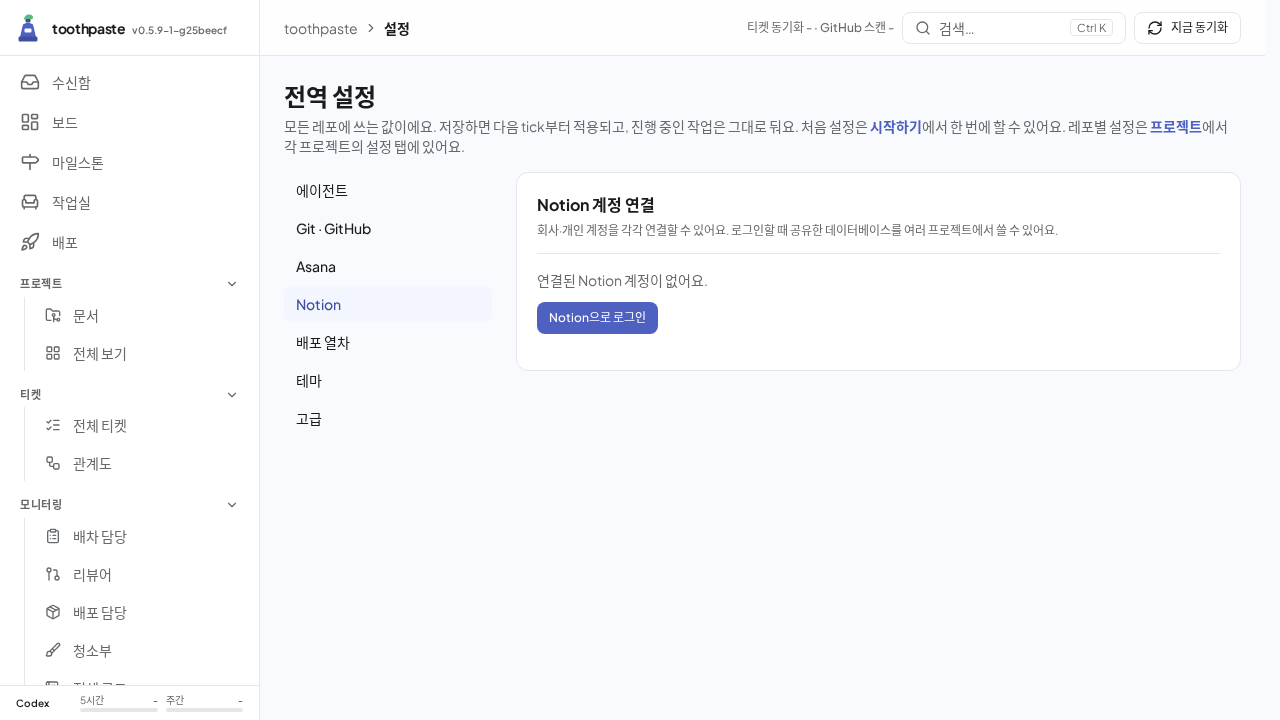 toothpaste v0.5.9-1-g25beecf
수신함
보드
마일스톤
작업실
배포
프로젝트
문서
전체 보기
티켓
전체 티켓
관계도
모니터링
배차 담당
리뷰어
배포 담당
청소부
Codex 5시간 - 주간 -
toothpaste > 설정
티켓 동기화 - · GitHub 스캔 -
검색... Ctrl K
지금 동기화
전역 설정
모든 레포에 쓰는 값이에요. 저장하면 다음 tick부터 적용되고, 진행 중인 작업은 그대로 둬요. 처음 설정은 시작하기에서 한 번에 할 수 있어요. 레포별 설정은 프로젝트에서
각 프로젝트의 설정 탭에 있어요.
에이전트
Git · GitHub
Asana
Notion
배포 열차
테마
고급
Notion 계정 연결
회사·개인 계정을 각각 연결할 수 있어요. 로그인할 때 공유한 데이터베이스를 여러 프로젝트에서 쓸 수 있어요.
연결된 Notion 계정이 없어요.
Notion으로 로그인